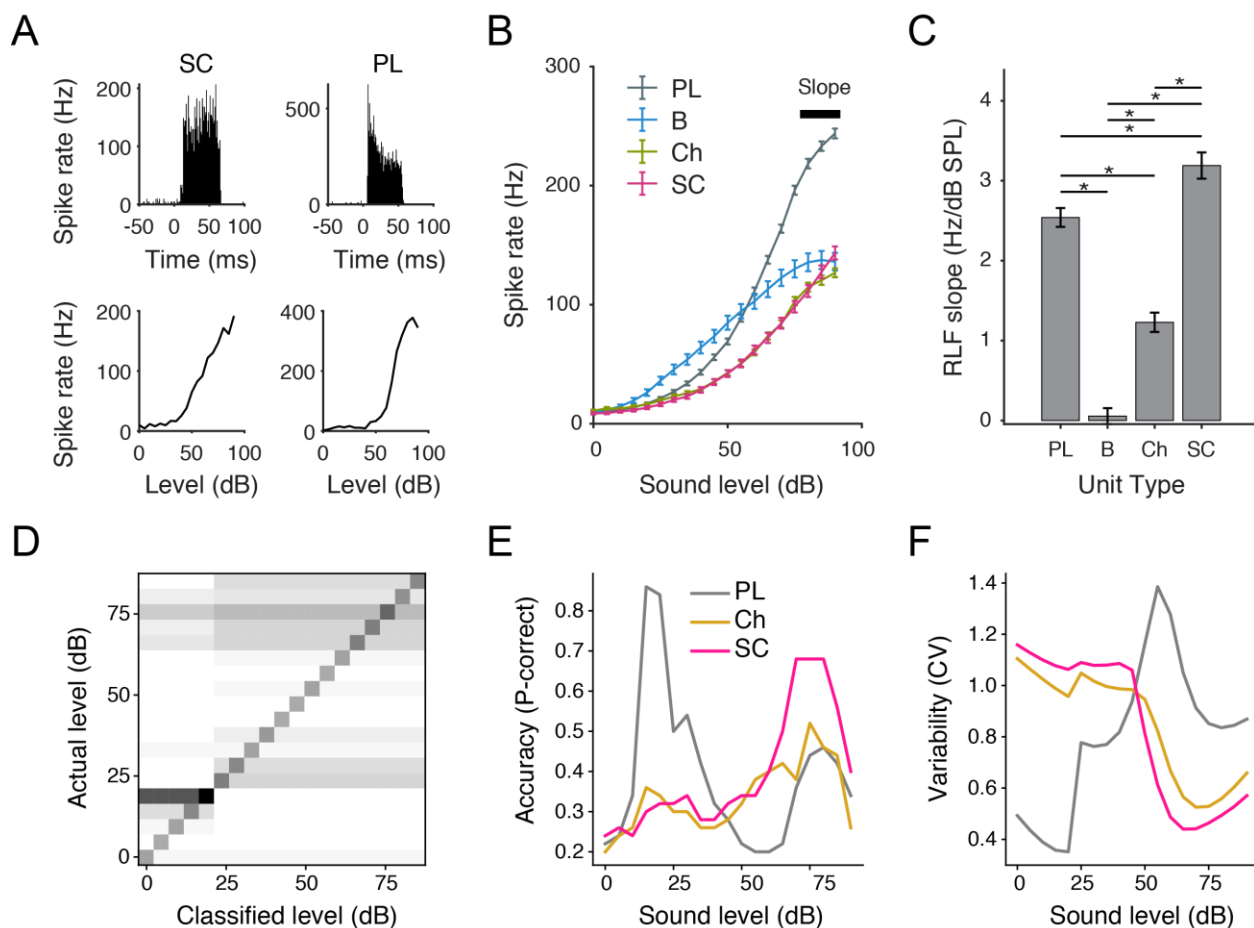 A
SC
PL
Spike rate (Hz)
200
100
0
-50 0 50 100
Time (ms)
500
0
-50 0 50 100
Time (ms)
Spike rate (Hz)
200
100
0
0 50 100
Level (dB)
400
200
0
0 50 100
Level (dB)
B
Spike rate (Hz)
300
200
100
0
PL
B
Ch
SC
Slope
0 50 100
Sound level (dB)
C
RLF slope (Hz/dB SPL)
4
3
2
1
0
*
*
*
*
*
*
PL B Ch SC
Unit Type
D
Actual level (dB)
75
50
25
0
0 25 50 75
Classified level (dB)
E
Accuracy (P-correct)
0.8
0.7
0.6
0.5
0.4
0.3
0.2
PL
Ch
SC
0 25 50 75
Sound level (dB)
F
Variability (CV)
1.4
1.2
1.0
0.8
0.6
0.4
0 25 50 75
Sound level (dB)